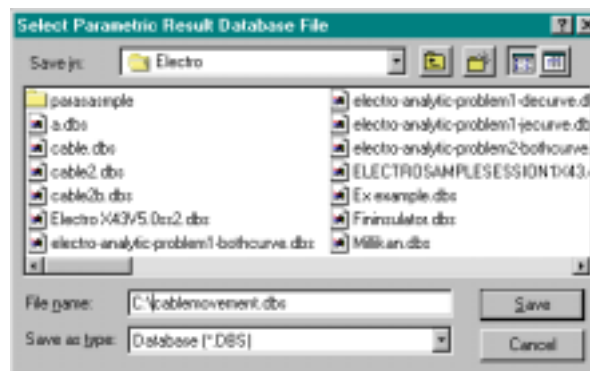 Select Parametric Result Database File
Save in: Electro
parasasmple
a.dbs
cable.dbs
cable2.dbs
cable2b.dbs
Electro X43V5.0ss2.dbs
electro-analytic-problem1-bothcurve.dbs
electro-analytic-problem1-decurve.d
electro-analytic-problem1-jecurve.db
electro-analytic-problem2-bothcurve.
ELECTROSAMPLESESSION1X43.
Ex example.dbs
Fininsulator.dbs
Millikan.dbs
File name: C:\cablemovement.dbs
Save
Save as type: Database (*.DBS)
Cancel